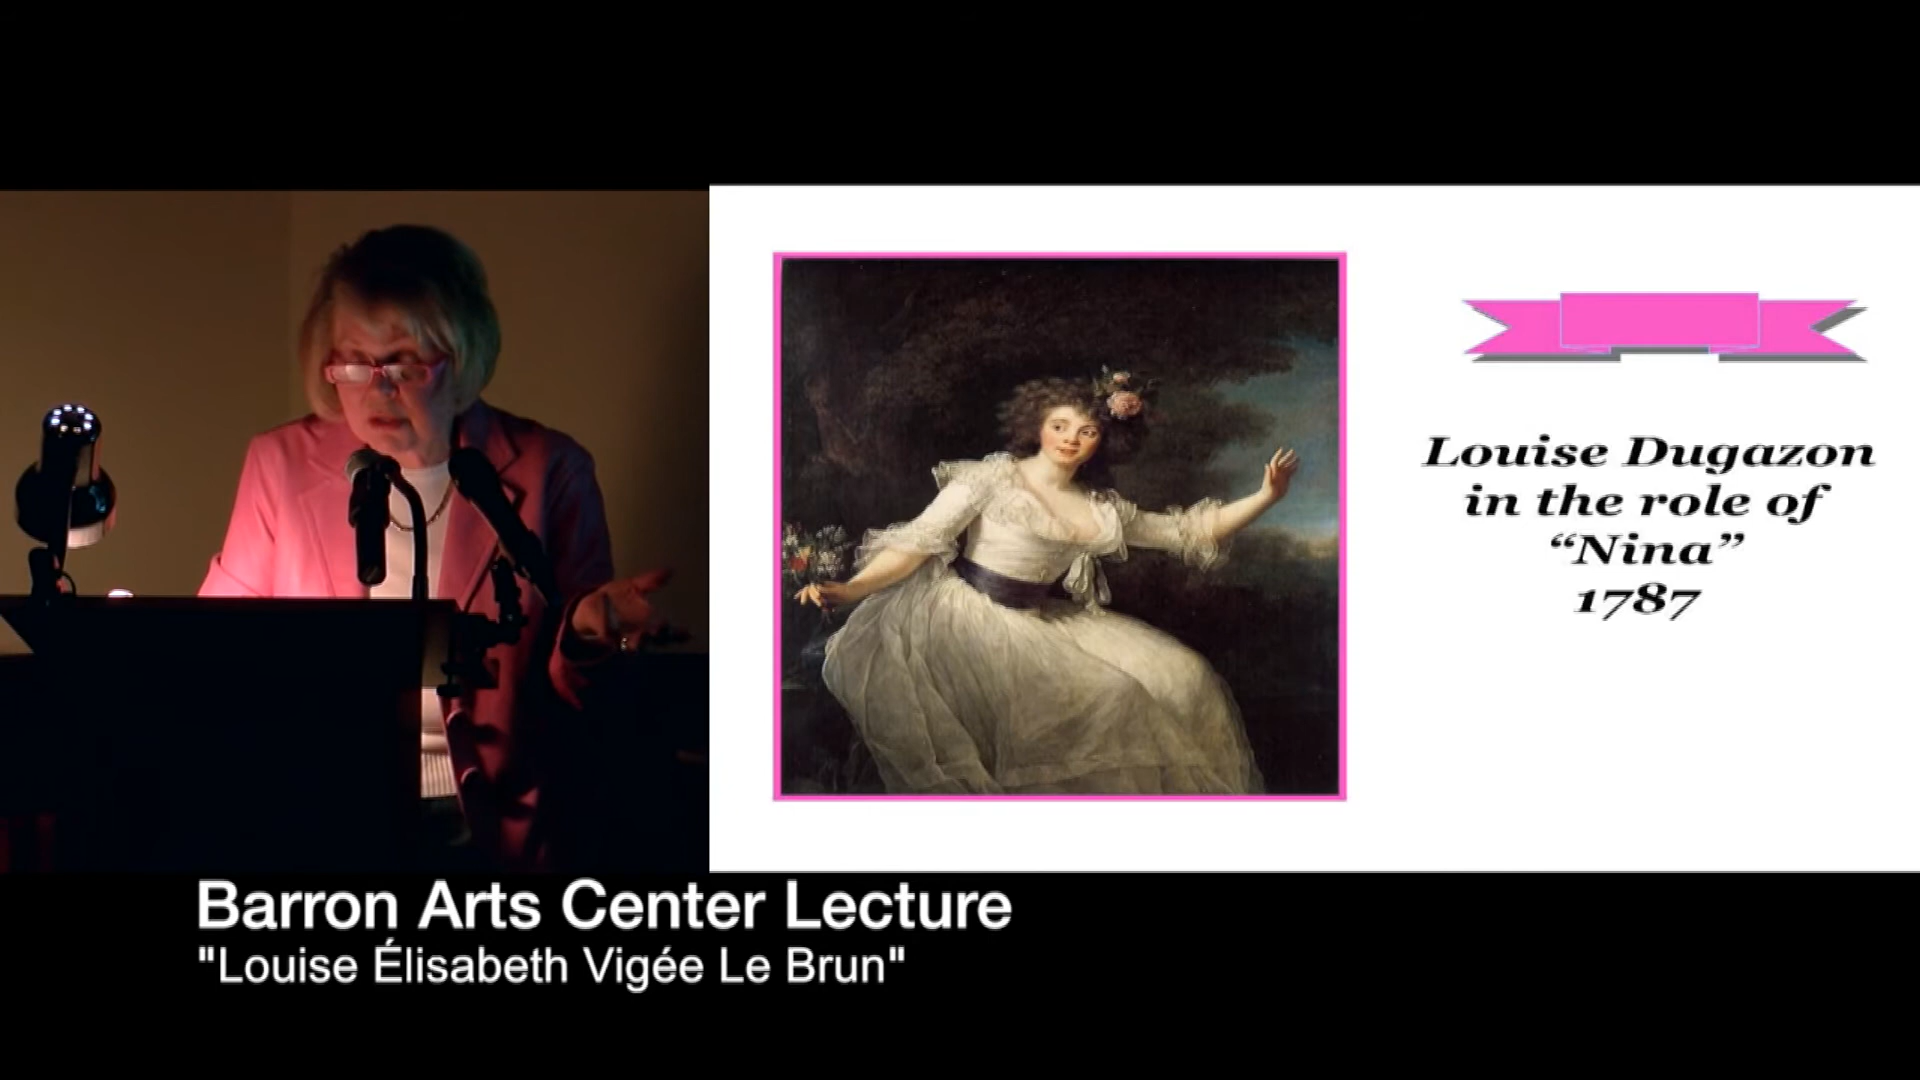 Louise Dugazon
in the role of
“Nina”
1787
Barron Arts Center Lecture
"Louise Élisabeth Vigée Le Brun"